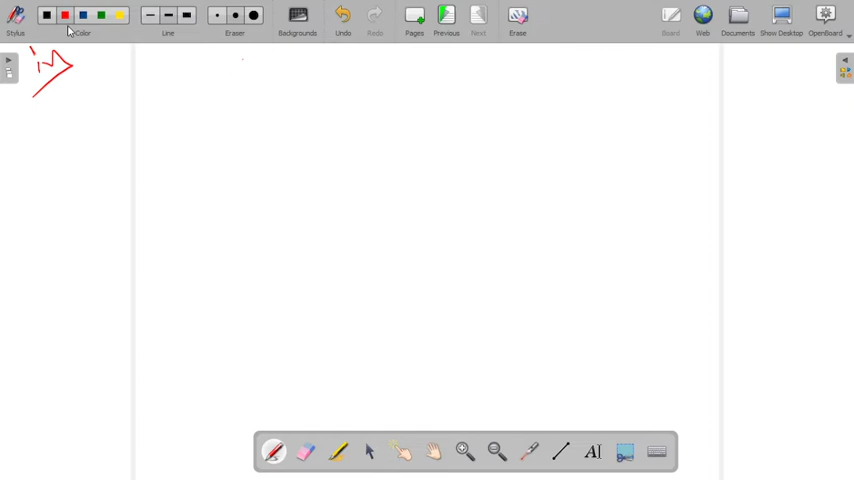 Stylus
Color
Line
Eraser
Backgrounds
Undo
Redo
Pages
Previous
Next
Erase
Board
Web
Documents
Show Desktop
OpenBoard